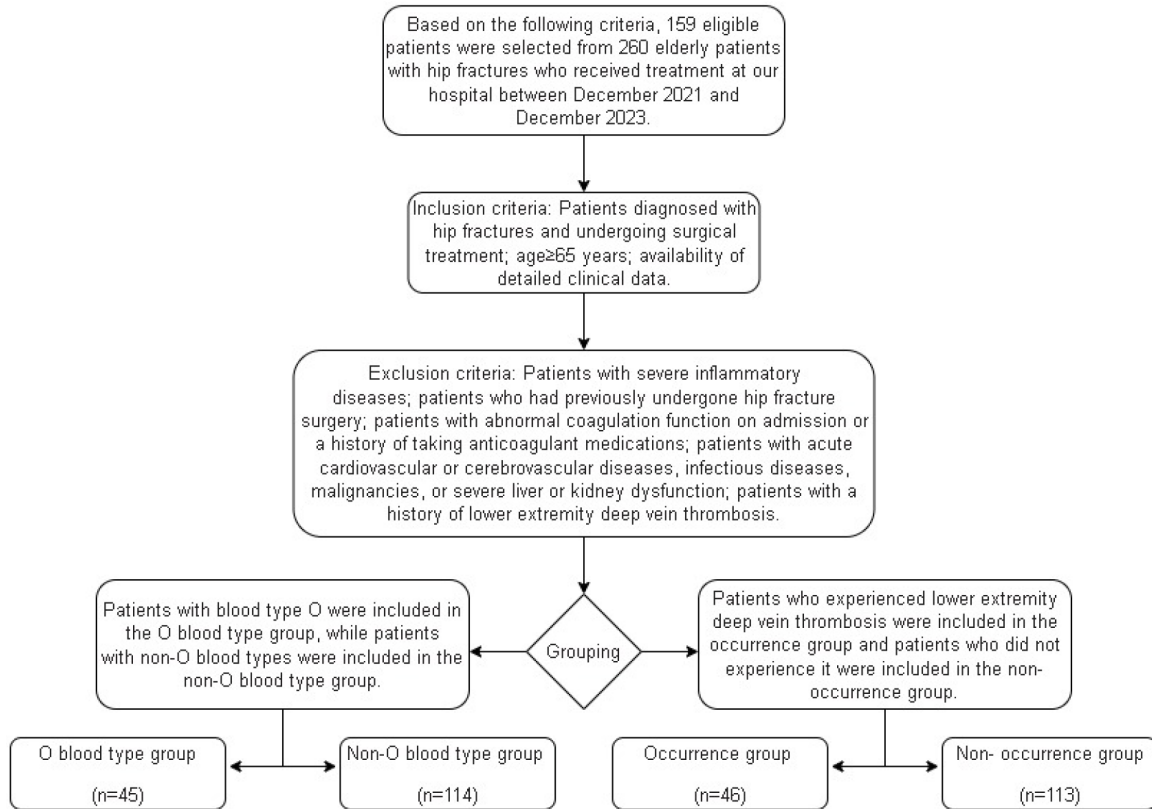 Based on the following criteria, 159 eligible
patients were selected from 260 elderly patients
with hip fractures who received treatment at our
hospital between December 2021 and
December 2023.
Inclusion criteria: Patients diagnosed with
hip fractures and undergoing surgical
treatment; age≥65 years; availability of
detailed clinical data.
Exclusion criteria: Patients with severe inflammatory
diseases; patients who had previously undergone hip fracture
surgery; patients with abnormal coagulation function on admission or
a history of taking anticoagulant medications; patients with acute
cardiovascular or cerebrovascular diseases, infectious diseases,
malignancies, or severe liver or kidney dysfunction; patients with a
history of lower extremity deep vein thrombosis.
Patients with blood type O were included in
the O blood type group, while patients
with non-O blood types were included in the
non-O blood type group.
Grouping
Patients who experienced lower extremity
deep vein thrombosis were included in the
occurrence group and patients who did not
experience it were included in the non-
occurrence group.
O blood type group
(n=45)
Non-O blood type group
(n=114)
Occurrence group
(n=46)
Non- occurrence group
(n=113)